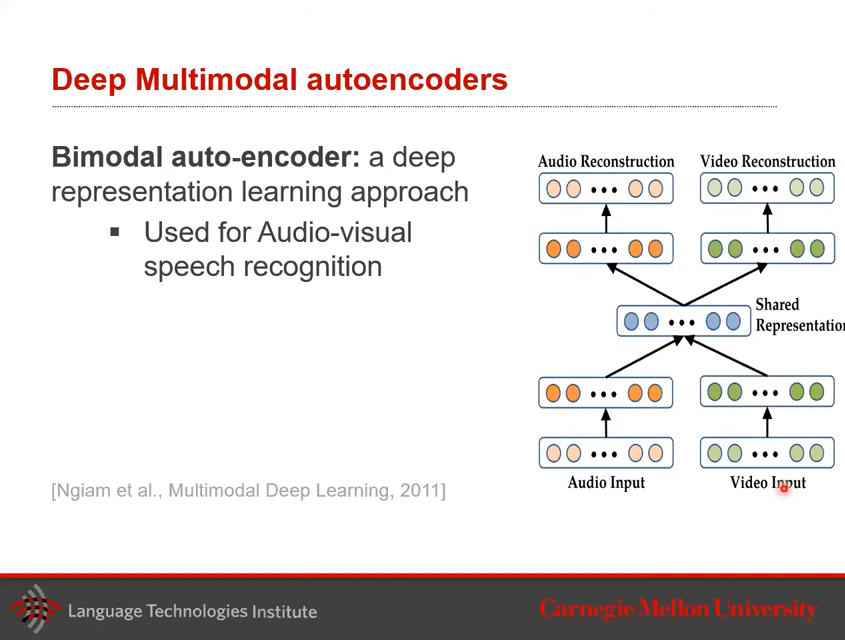 Deep Multimodal autoencoders
Bimodal auto-encoder: a deep
representation learning approach
▪ Used for Audio-visual
speech recognition
[Ngiam et al., Multimodal Deep Learning, 2011]
Audio Reconstruction
Video Reconstruction
Shared
Representation
Audio Input
Video Input
Language Technologies Institute
Carnegie Mellon University